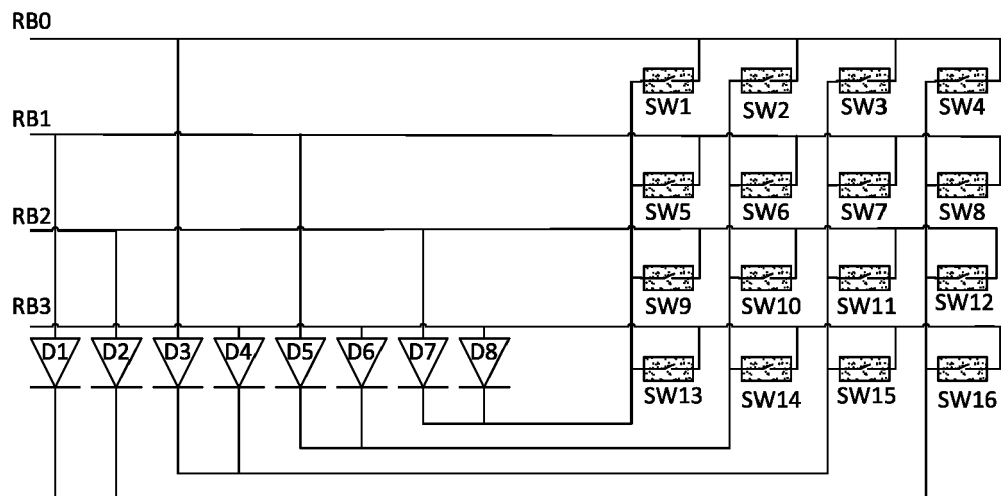 RB0
SW1 SW2 SW3 SW4
RB1
SW5 SW6 SW7 SW8
RB2
SW9 SW10 SW11 SW12
RB3
D1 D2 D3 D4 D5 D6 D7 D8
SW13 SW14 SW15 SW16